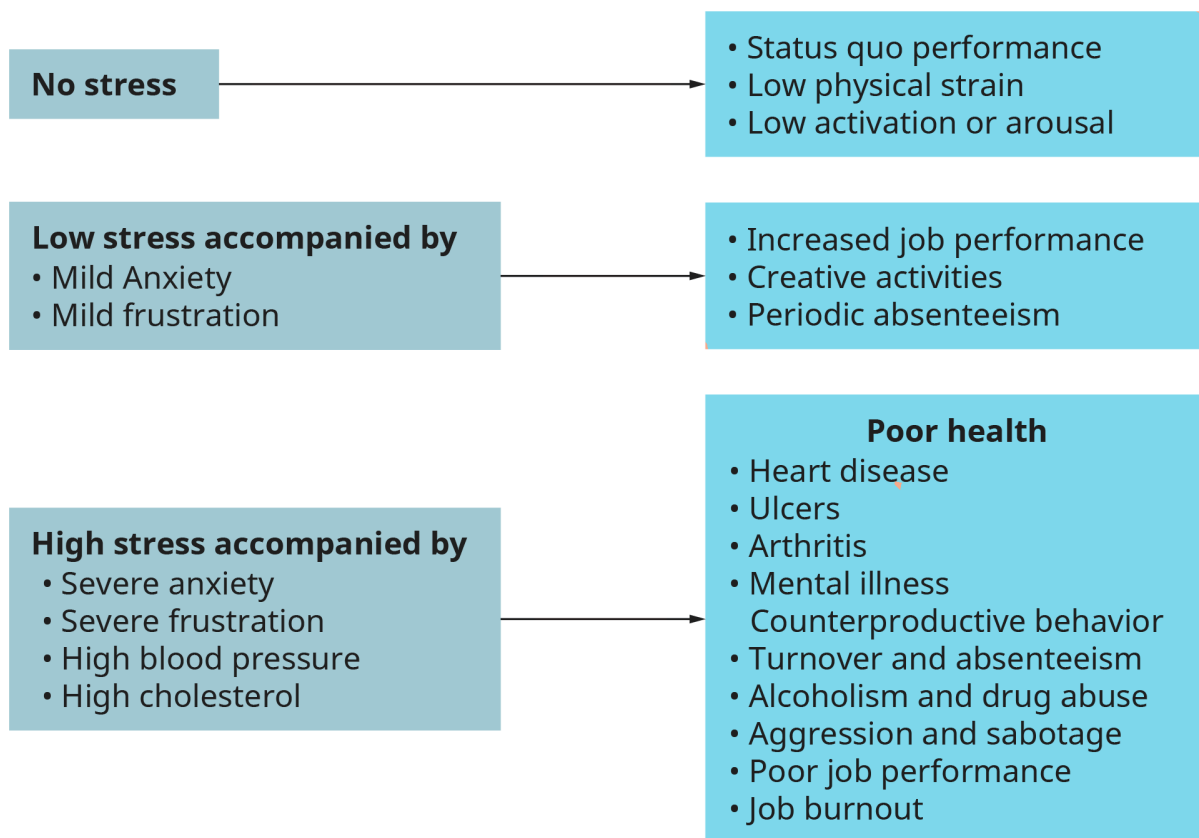 No stress
• Status quo performance
• Low physical strain
• Low activation or arousal
Low stress accompanied by
• Mild Anxiety
• Mild frustration
• Increased job performance
• Creative activities
• Periodic absenteeism
High stress accompanied by
• Severe anxiety
• Severe frustration
• High blood pressure
• High cholesterol
Poor health
• Heart disease
• Ulcers
• Arthritis
• Mental illness
Counterproductive behavior
• Turnover and absenteeism
• Alcoholism and drug abuse
• Aggression and sabotage
• Poor job performance
• Job burnout